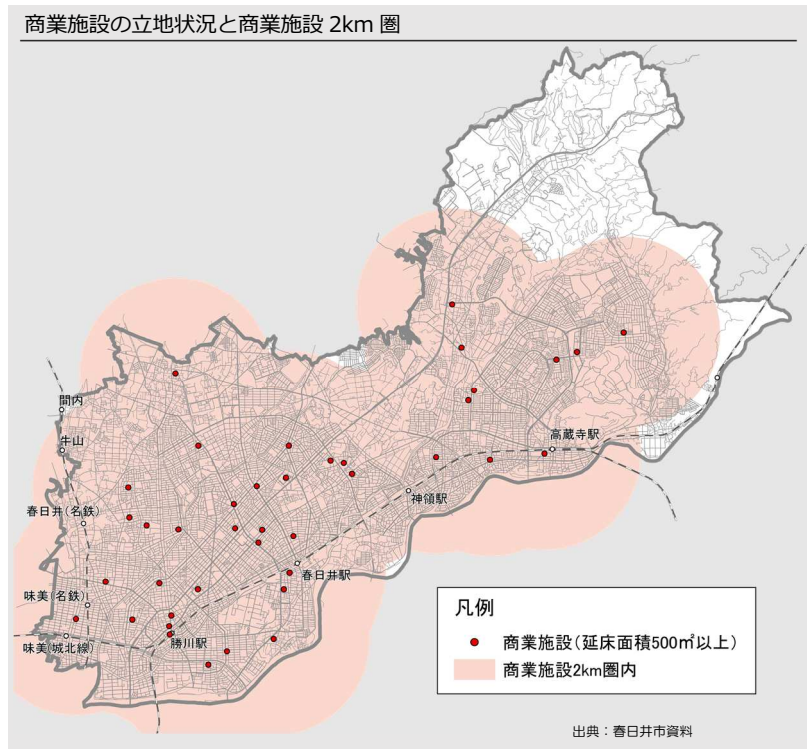 商業施設の立地状況と商業施設 2km 圏
間内
牛山
高蔵寺駅
神領駅
春日井(名鉄)
春日井駅
味美(名鉄)
勝川駅
味美(城北線)
凡例
商業施設(延床面積500㎡以上)
商業施設2km圏内
出典:春日井市資料